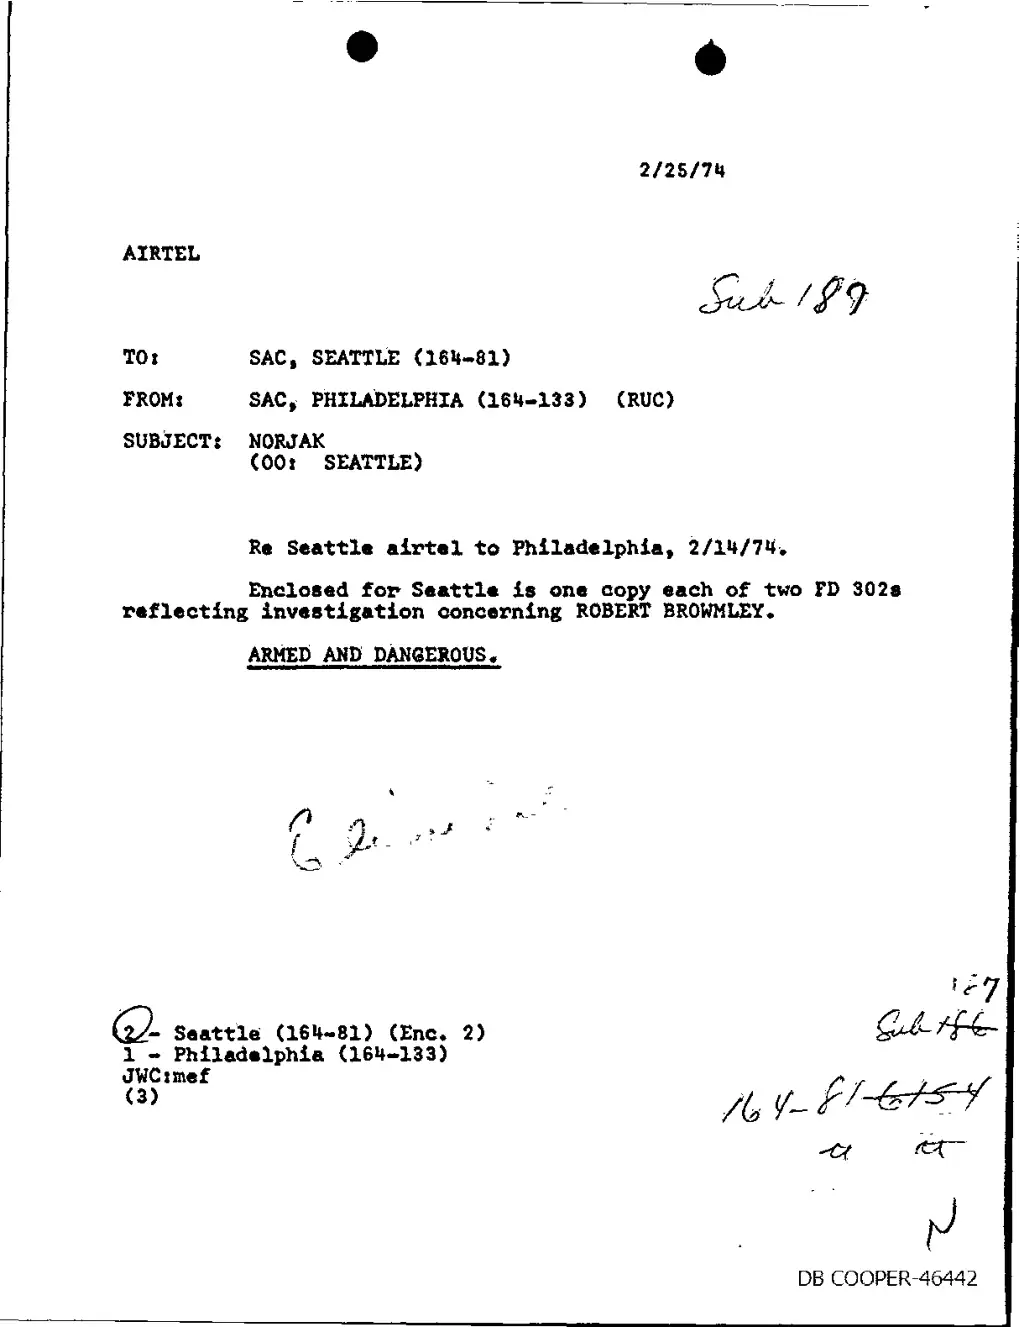 2/25/74
AIRTEL
Sub 189
TO: SAC, SEATTLE (164-81)
FROM: SAC, PHILADELPHIA (164-133) (RUC)
SUBJECT: NORJAK
(OO: SEATTLE)
Re Seattle airtel to Philadelphia, 2/14/74.
Enclosed for Seattle is one copy each of two FD 302s
reflecting investigation concerning ROBERT BROWMLEY.
ARMED AND DANGEROUS.
187
2 - Seattle (164-81) (Enc. 2)
Sub 186
1 - Philadelphia (164-133)
JWC:mef
(3)
164-81-6154
N
DB COOPER-46442